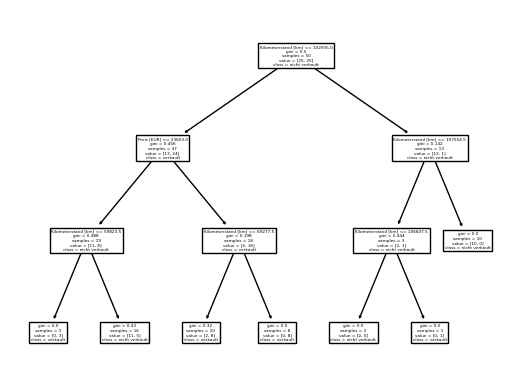 Kilometerstand [km] <= 102935.0
gini = 0.5
samples = 50
value = [25, 25]
class = nicht verkauft
Preis [EUR] <= 23653.0
gini = 0.456
samples = 37
value = [13, 24]
class = verkauft
Kilometerstand [km] <= 107554.5
gini = 0.142
samples = 13
value = [12, 1]
class = nicht verkauft
Kilometerstand [km] <= 59823.5
gini = 0.488
samples = 19
value = [11, 8]
class = nicht verkauft
Kilometerstand [km] <= 69277.5
gini = 0.198
samples = 18
value = [2, 16]
class = verkauft
Kilometerstand [km] <= 106607.5
gini = 0.444
samples = 3
value = [2, 1]
class = nicht verkauft
gini = 0.0
samples = 10
value = [10, 0]
class = nicht verkauft
gini = 0.0
samples = 3
value = [0, 3]
class = verkauft
gini = 0.43
samples = 16
value = [11, 5]
class = nicht verkauft
gini = 0.32
samples = 10
value = [2, 8]
class = verkauft
gini = 0.0
samples = 8
value = [0, 8]
class = verkauft
gini = 0.0
samples = 2
value = [2, 0]
class = nicht verkauft
gini = 0.0
samples = 1
value = [0, 1]
class = verkauft